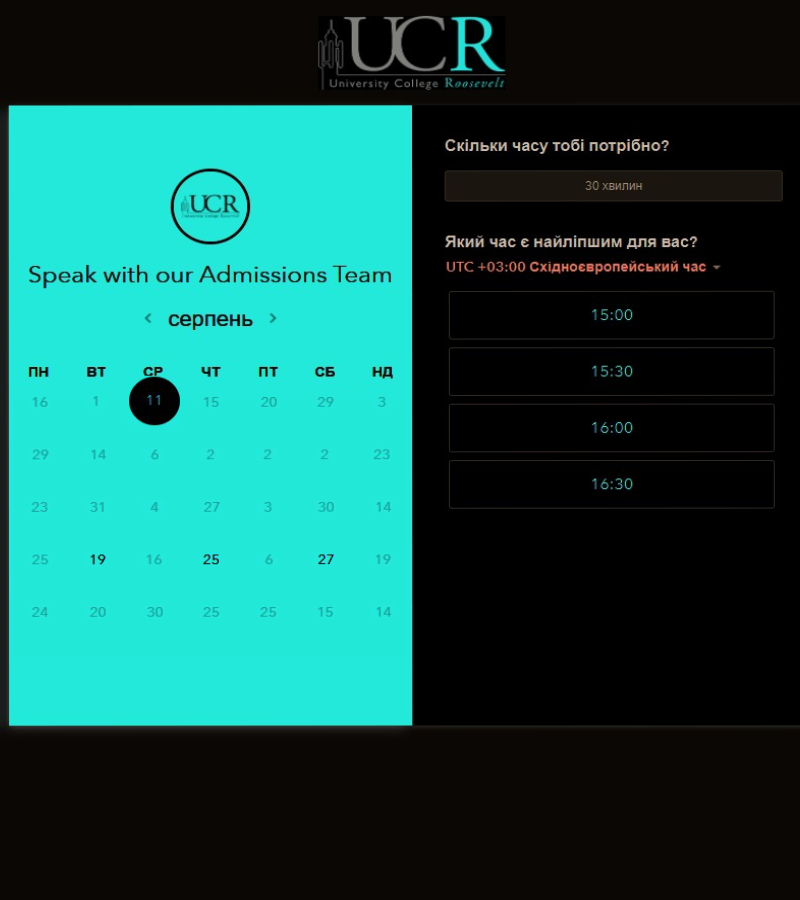 UCR
University College Roosevelt
UCR
Speak with our Admissions Team
серпень
ПН ВТ СР ЧТ ПТ СБ НД
16 1 11 15 20 29 3
29 14 6 2 2 2 23
23 31 4 27 3 30 14
25 19 16 25 6 27 19
24 20 30 25 25 15 14
Скільки часу тобі потрібно?
30 хвилин
Який час є найліпшим для вас?
UTC +03:00 Східноєвропейський час
15:00
15:30
16:00
16:30